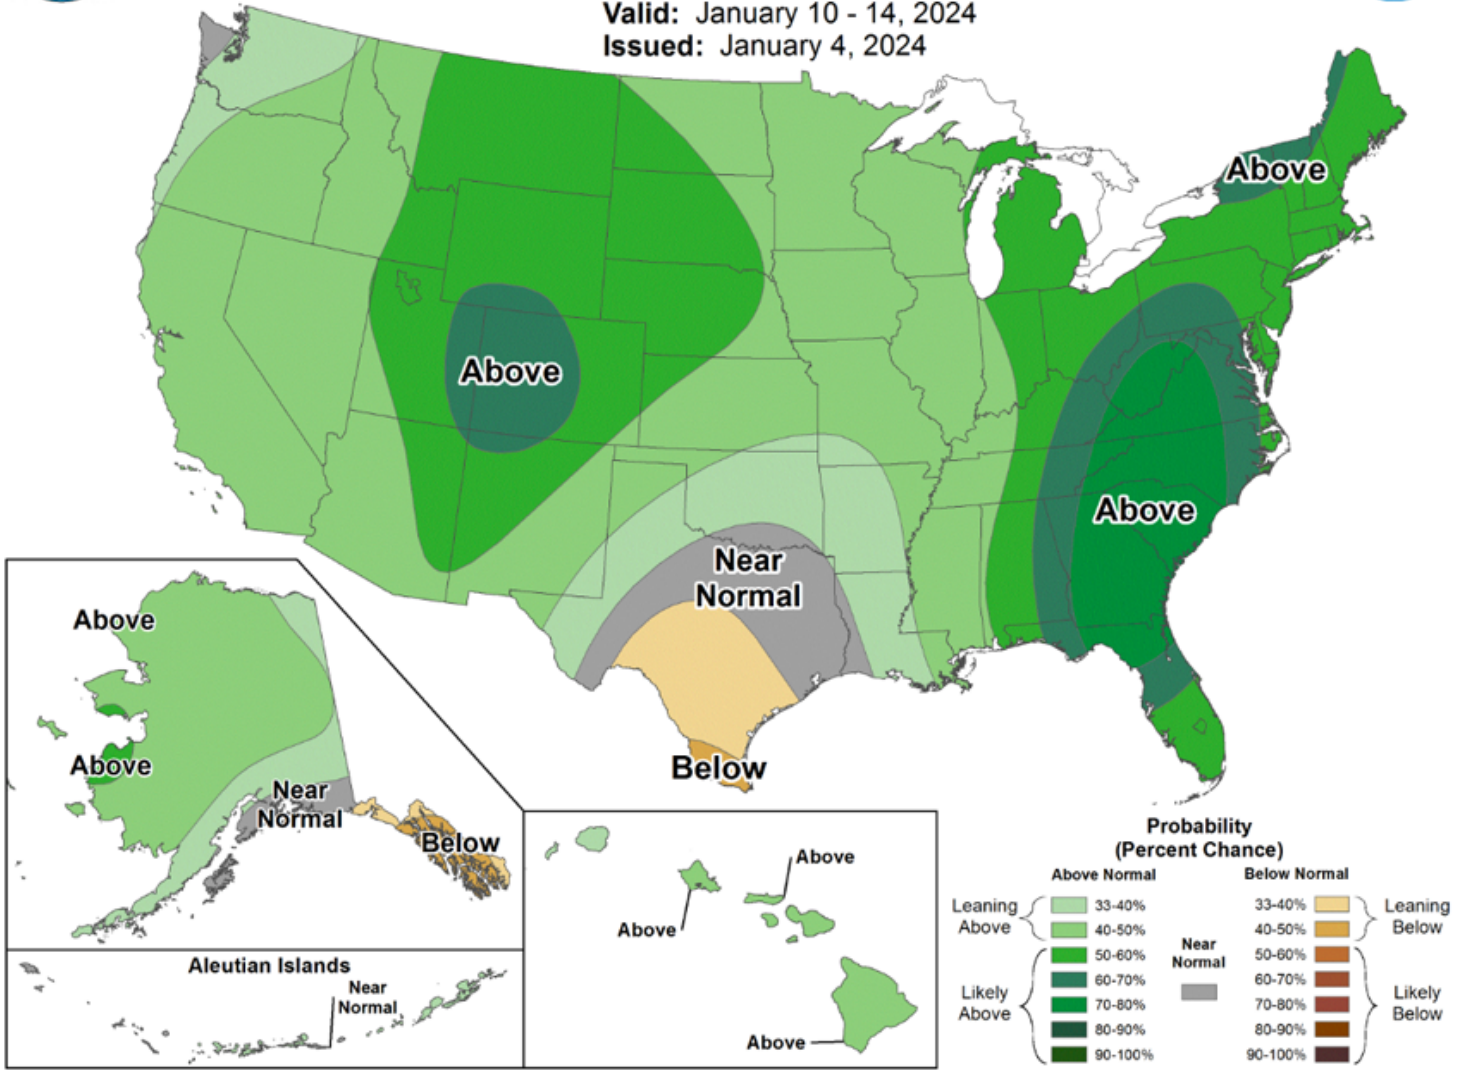 Valid: January 10 - 14, 2024
Issued: January 4, 2024
Above
Above
Above
Near
Normal
Below
Above
Above
Near
Normal
Below
Aleutian Islands
Near
Normal
Above
Above
Above
Probability
(Percent Chance)
Above Normal
Below Normal
Leaning
Above
33-40%
40-50%
Likely
Above
50-60%
60-70%
70-80%
80-90%
90-100%
Near
Normal
33-40%
40-50%
Leaning
Below
50-60%
60-70%
70-80%
80-90%
90-100%
Likely
Below